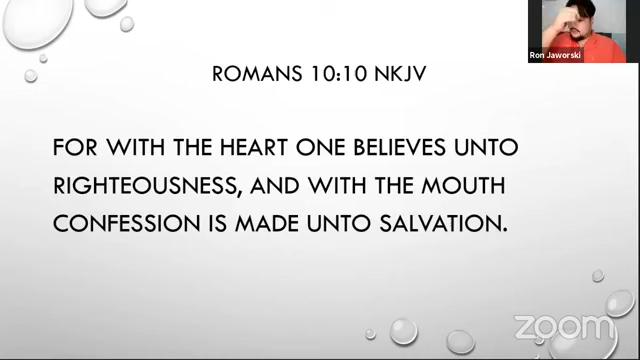 Ron Jaworski
ROMANS 10:10 NKJV
FOR WITH THE HEART ONE BELIEVES UNTO
RIGHTEOUSNESS, AND WITH THE MOUTH
CONFESSION IS MADE UNTO SALVATION.
zoom